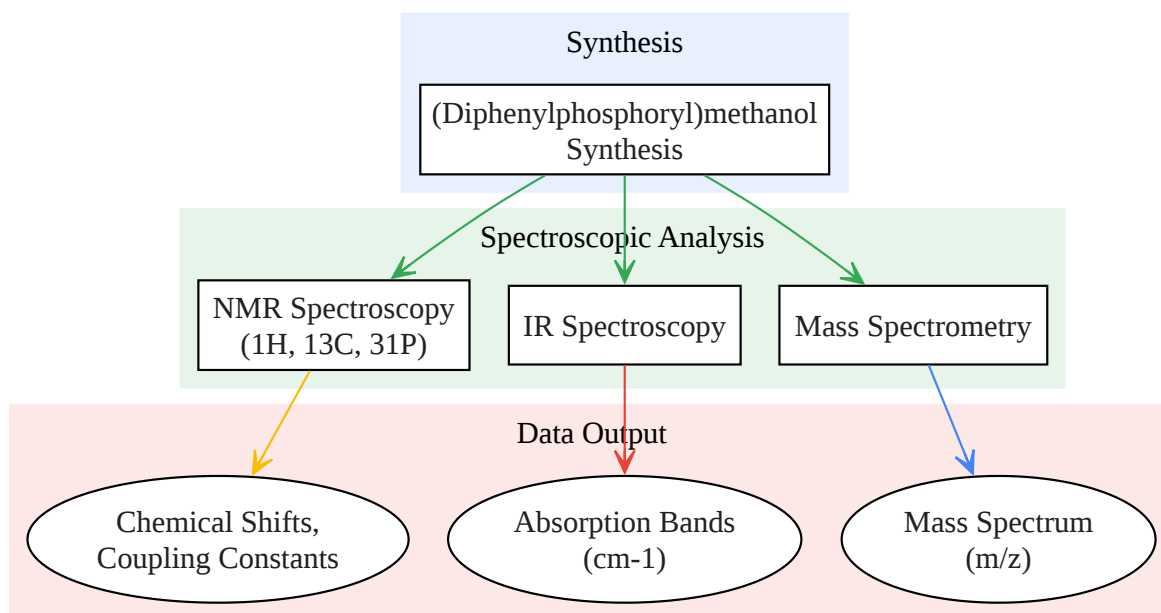 Synthesis
(Diphenylphosphoryl)methanol
Synthesis
Spectroscopic Analysis
NMR Spectroscopy
(1H, 13C, 31P)
IR Spectroscopy
Mass Spectrometry
Data Output
Chemical Shifts,
Coupling Constants
Absorption Bands
(cm-1)
Mass Spectrum
(m/z)